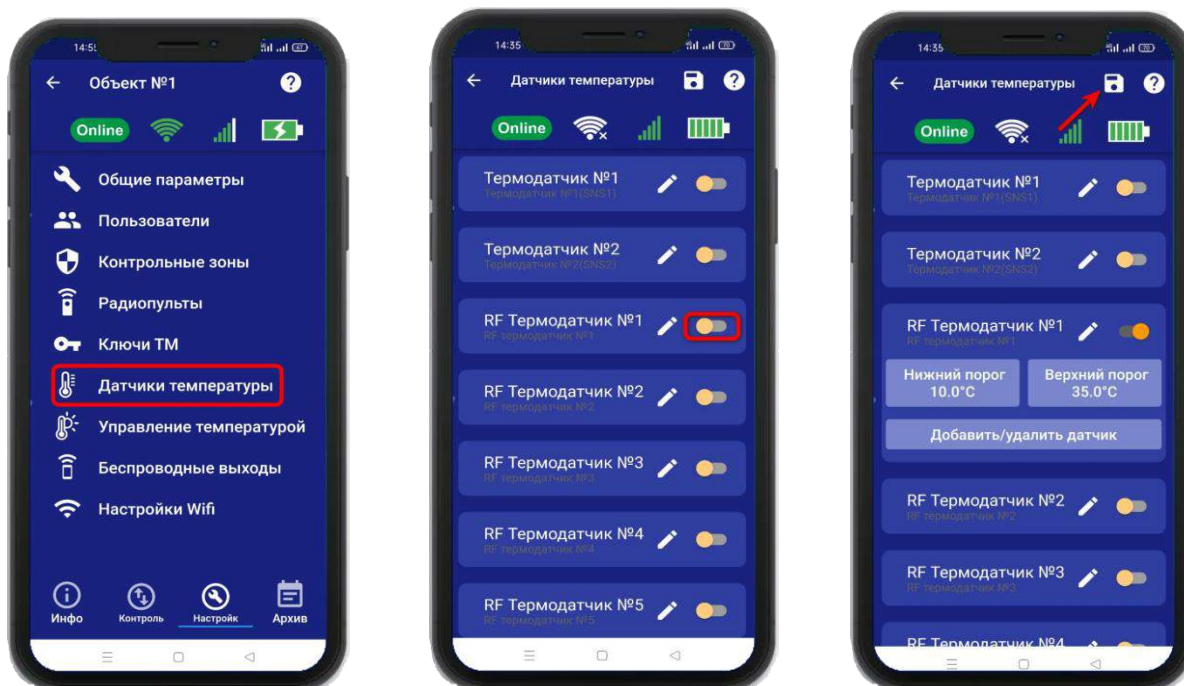 14:5
Объект №1
?
Online
Общие параметры
Пользователи
Контрольные зоны
Радиопульты
Ключи ТМ
Датчики температуры
Управление температурой
Беспроводные выходы
Настройки Wifi
Инфо
Контроль
Настройк
Архив
14:35
Датчики температуры
?
Online
Термодатчик №1
Термодатчик №1(SNS1)
Термодатчик №2
Термодатчик №2(SNS2)
RF Термодатчик №1
RF термодатчик №1
RF Термодатчик №2
RF термодатчик №2
RF Термодатчик №3
RF термодатчик №3
RF Термодатчик №4
RF термодатчик №4
RF Термодатчик №5
RF термодатчик №5
14:35
Датчики температуры
?
Online
Термодатчик №1
Термодатчик №1(SNS1)
Термодатчик №2
Термодатчик №2(SNS2)
RF Термодатчик №1
RF термодатчик №1
Нижний порог
10.0°C
Верхний порог
35.0°C
Добавить/удалить датчик
RF Термодатчик №2
RF термодатчик №2
RF Термодатчик №3
RF термодатчик №3
RF Термодатчик №4